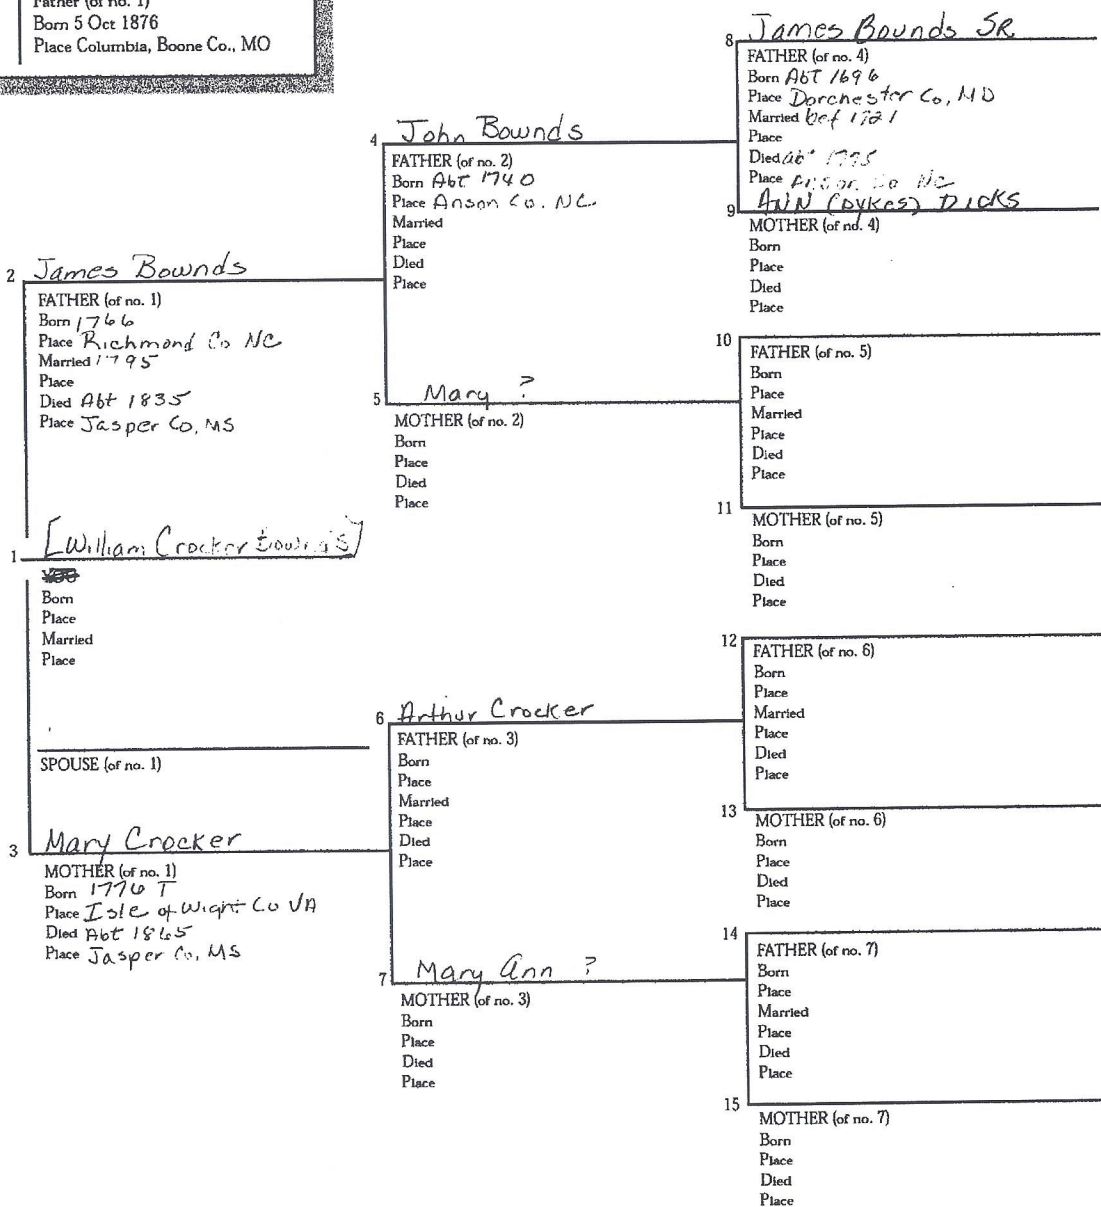 Father (of no. 1)
Born 5 Oct 1876
Place Columbia, Boone Co., MO
8 James Bounds SR
FATHER (of no. 4)
Born Abt 1696
Place Dorchester Co, MD
Married bef 1721
Place
Died
Place Anson Co NC
9 ANN (Dykes) DICKS
MOTHER (of no. 4)
Born
Place
Died
Place
4 John Bownds
FATHER (of no. 2)
Born Abt 1740
Place Anson Co. NC.
Married
Place
Died
Place
2 James Bownds
FATHER (of no. 1)
Born 1766
Place Richmond Co NC
Married 1795
Place
Died Abt 1835
Place Jasper Co, MS
10
FATHER (of no. 5)
Born
Place
Married
Place
Died
Place
5 Mary ?
MOTHER (of no. 2)
Born
Place
Died
Place
11
MOTHER (of no. 5)
Born
Place
Died
Place
1 [William Crocker
Born
Place
Married
Place
SPOUSE (of no. 1)
12
FATHER (of no. 6)
Born
Place
Married
Place
Died
Place
6 Arthur Crocker
FATHER (of no. 3)
Born
Place
Married
Place
Died
Place
13
MOTHER (of no. 6)
Born
Place
Died
Place
3 Mary Crocker
MOTHER (of no. 1)
Born 1776 T
Place Isle of Wight Co VA
Died Abt 1865
Place Jasper Co, MS
14
FATHER (of no. 7)
Born
Place
Married
Place
Died
Place
7 Mary Ann ?
MOTHER (of no. 3)
Born
Place
Died
Place
15
MOTHER (of no. 7)
Born
Place
Died
Place